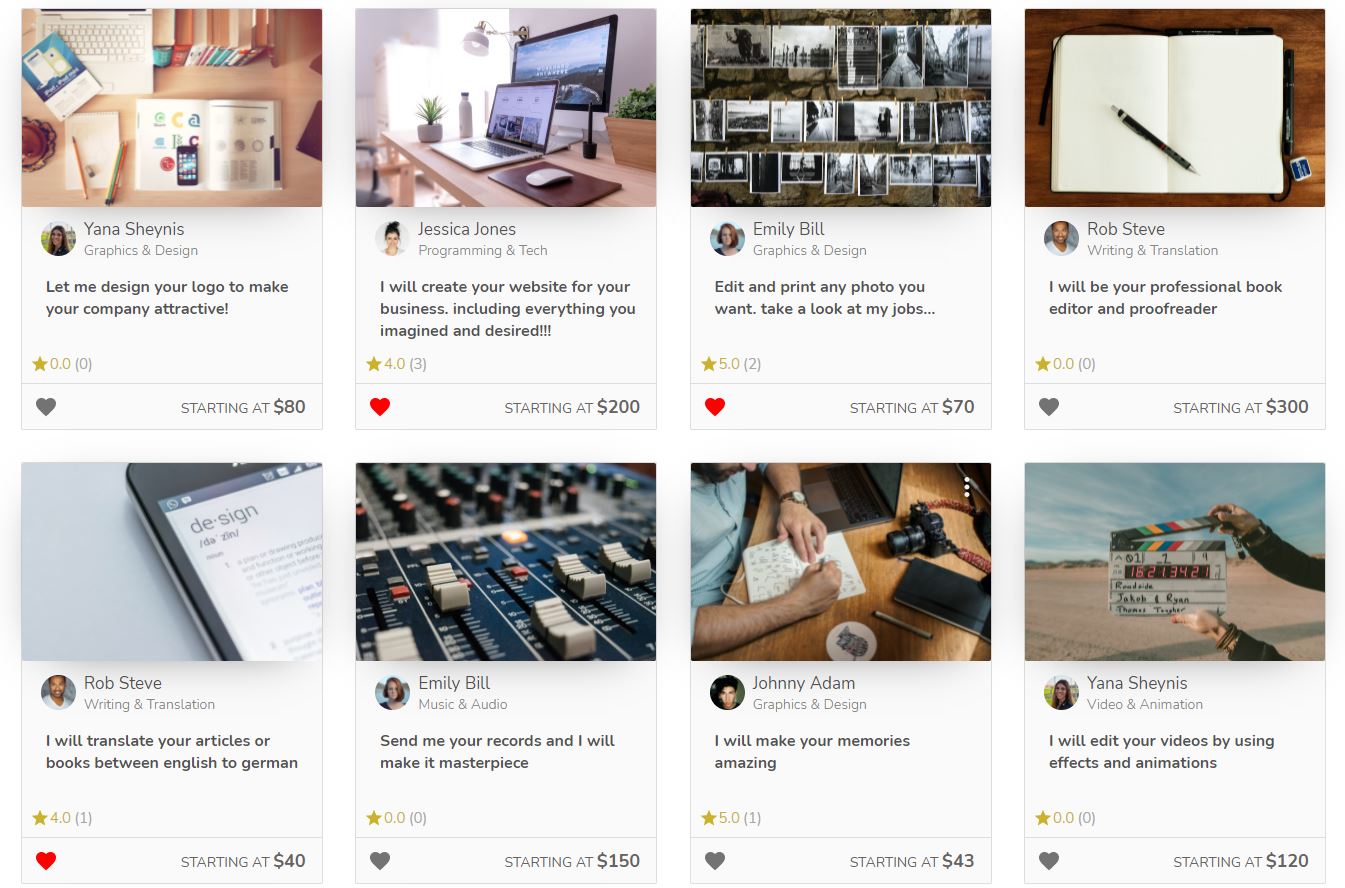 Yana Sheynis
Graphics & Design
Let me design your logo to make
your company attractive!
0.0 (0)
STARTING AT $80
Jessica Jones
Programming & Tech
I will create your website for your
business. including everything you
imagined and desired!!!
4.0 (3)
STARTING AT $200
Emily Bill
Graphics & Design
Edit and print any photo you
want. take a look at my jobs...
5.0 (2)
STARTING AT $70
Rob Steve
Writing & Translation
I will be your professional book
editor and proofreader
0.0 (0)
STARTING AT $300
de·sign
noun
Rob Steve
Writing & Translation
I will translate your articles or
books between english to german
4.0 (1)
STARTING AT $40
Emily Bill
Music & Audio
Send me your records and I will
make it masterpiece
0.0 (0)
STARTING AT $150
Johnny Adam
Graphics & Design
I will make your memories
amazing
5.0 (1)
STARTING AT $43
16213421
Roadside
Jakob & Ryan
Yana Sheynis
Video & Animation
I will edit your videos by using
effects and animations
0.0 (0)
STARTING AT $120